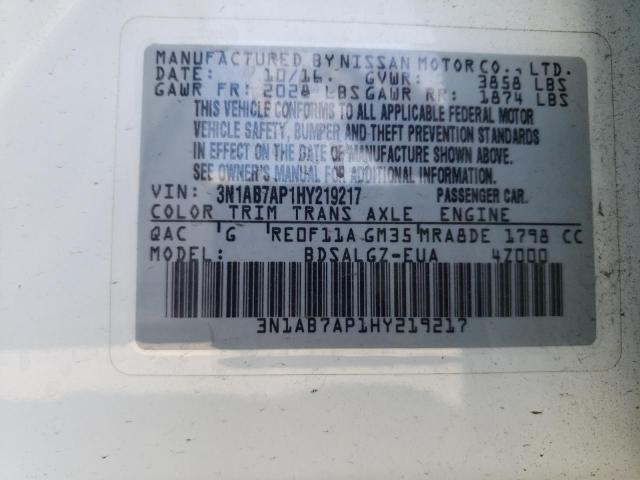 MANUFACTURED BY NISSAN MOTOR CO., LTD.
DATE: 10/16. GVWR: 3858 LBS
GAWR FR: 2028 LBS GAWR RR: 1874 LBS
THIS VEHICLE CONFORMS TO ALL APPLICABLE FEDERAL MOTOR
VEHICLE SAFETY, BUMPER AND THEFT PREVENTION STANDARDS
IN EFFECT ON THE DATE OF MANUFACTURE SHOWN ABOVE.
SEE OWNER'S MANUAL FOR ADDITIONAL INFORMATION.
VIN: 3N1AB7AP1HY219217 PASSENGER CAR.
COLOR TRIM TRANS AXLE ENGINE
QAC G RE0F11A GM35 MRA8DE 1798 CC
MODEL: BDSALGZ-EUA 4Z000
3N1AB7AP1HY219217